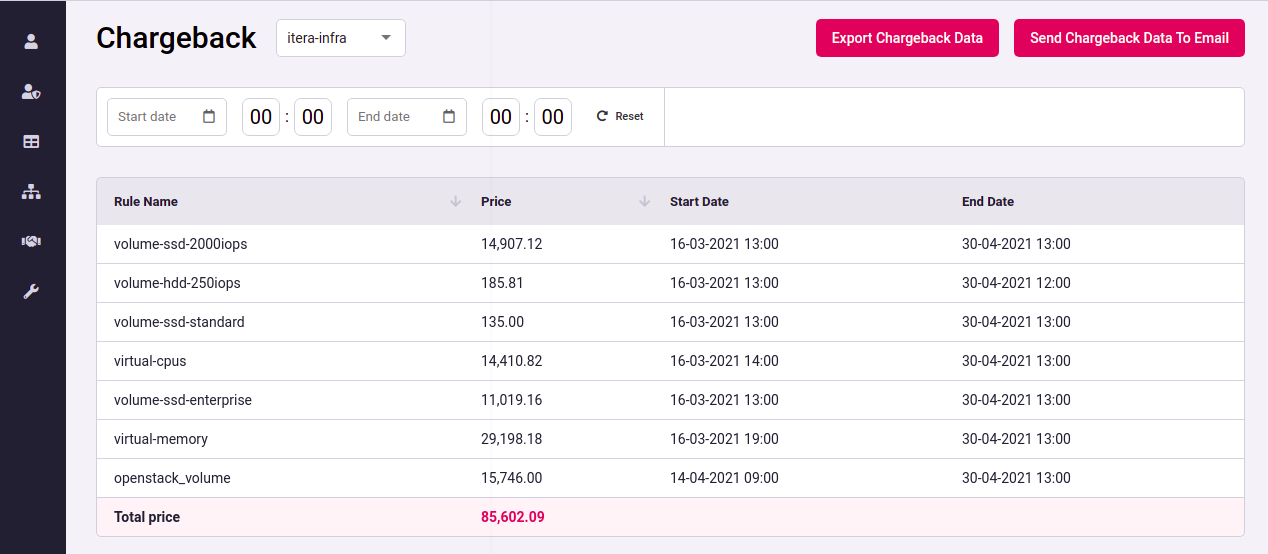 Chargeback itera-infra Export Chargeback Data Send Chargeback Data To Email
Start date 00 : 00 End date 00 : 00 Reset
Rule Name Price Start Date End Date
volume-ssd-2000iops 14,907.12 16-03-2021 13:00 30-04-2021 13:00
volume-hdd-250iops 185.81 16-03-2021 13:00 30-04-2021 12:00
volume-ssd-standard 135.00 16-03-2021 13:00 30-04-2021 13:00
virtual-cpus 14,410.82 16-03-2021 14:00 30-04-2021 13:00
volume-ssd-enterprise 11,019.16 16-03-2021 13:00 30-04-2021 13:00
virtual-memory 29,198.18 16-03-2021 19:00 30-04-2021 13:00
openstack_volume 15,746.00 14-04-2021 09:00 30-04-2021 13:00
Total price 85,602.09